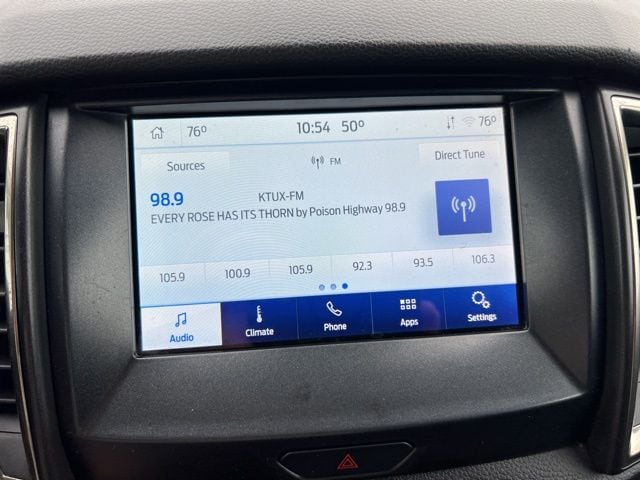 76° 10:54 50° 76°
Sources FM Direct Tune
98.9 KTUX-FM
EVERY ROSE HAS ITS THORN by Poison Highway 98.9
105.9 100.9 105.9 92.3 93.5 106.3
Audio Climate Phone Apps Settings